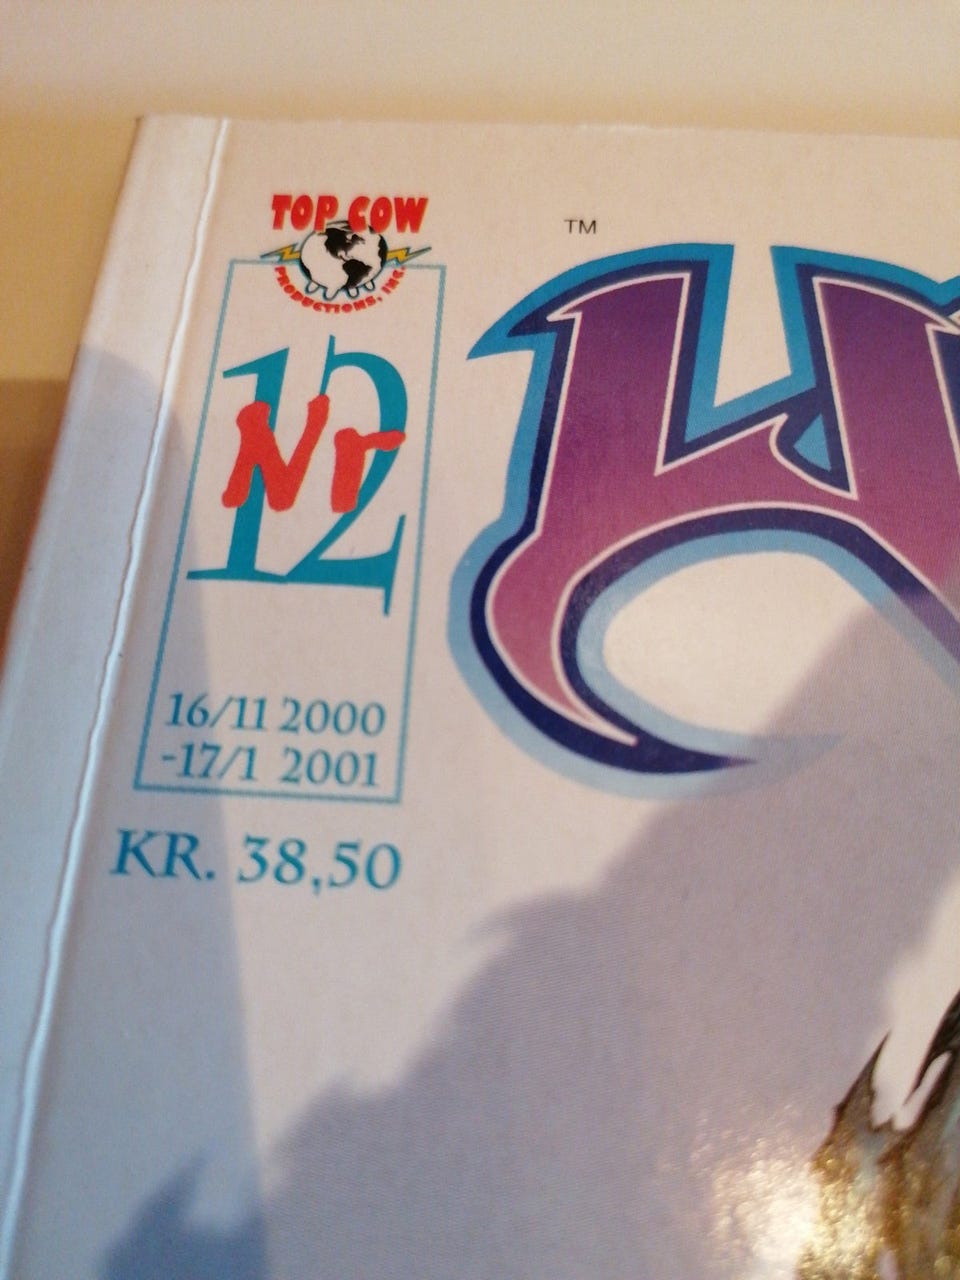 TOP COW
PRODUCTIONS, INC.
TM
Nr
12
16/11 2000
-17/1 2001
KR. 38,50